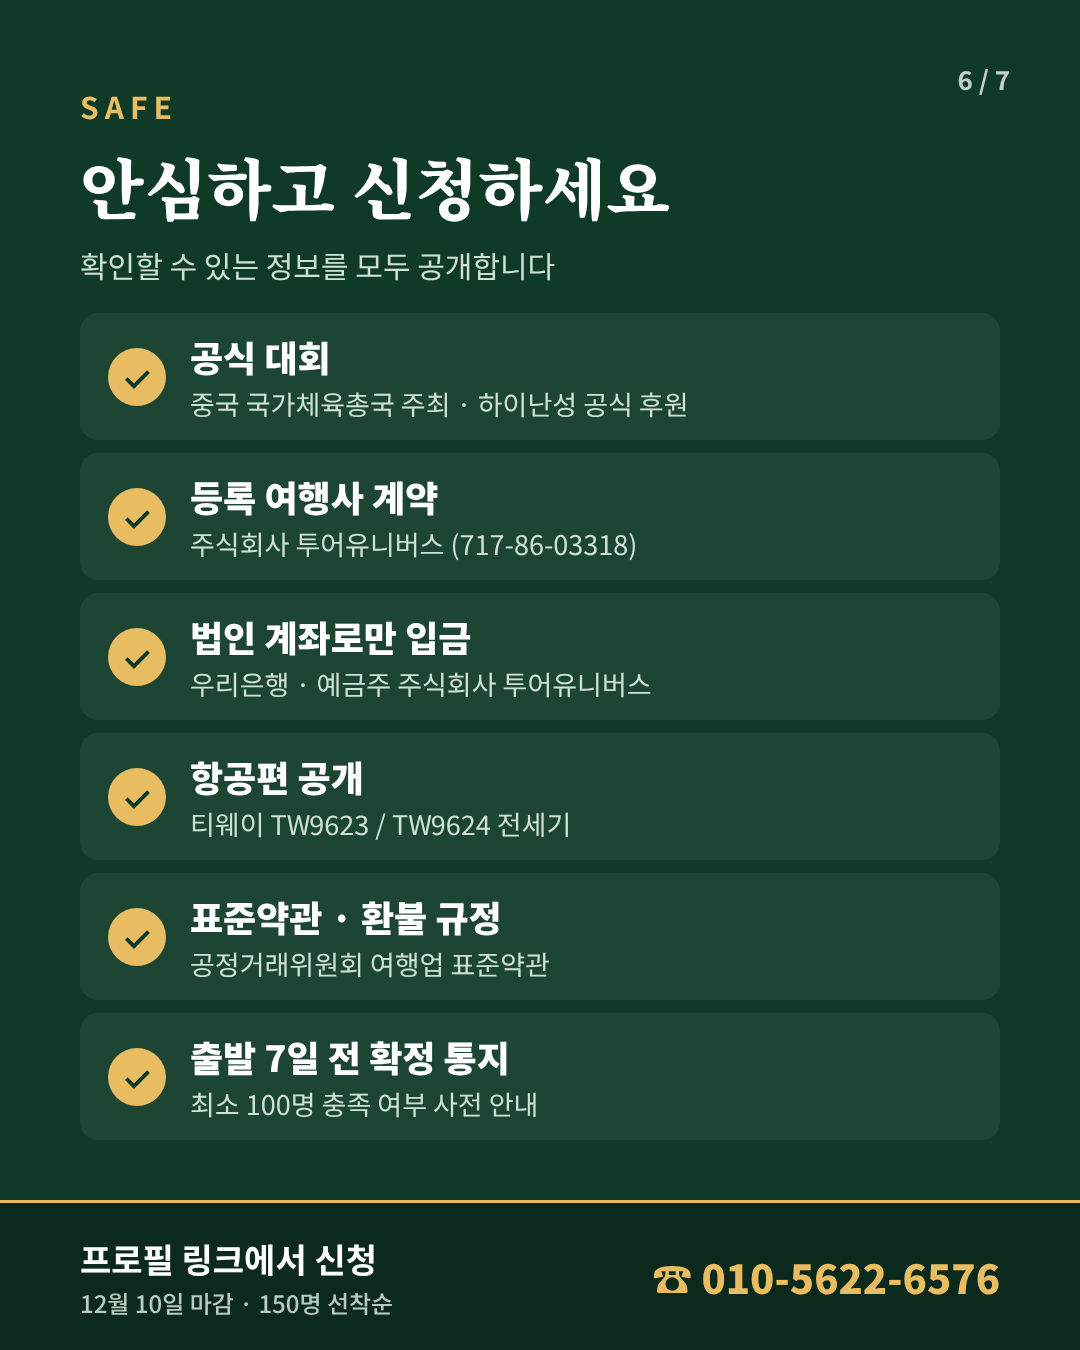 6 / 7
SAFE
안심하고 신청하세요
확인할 수 있는 정보를 모두 공개합니다
공식 대회
중국 국가체육총국 주최 · 하이난성 공식 후원
등록 여행사 계약
주식회사 투어유니버스 (717-86-03318)
법인 계좌로만 입금
우리은행 · 예금주 주식회사 투어유니버스
항공편 공개
티웨이 TW9623 / TW9624 전세기
표준약관 · 환불 규정
공정거래위원회 여행업 표준약관
출발 7일 전 확정 통지
최소 100명 충족 여부 사전 안내
프로필 링크에서 신청
12월 10일 마감 · 150명 선착순
☎ 010-5622-6576